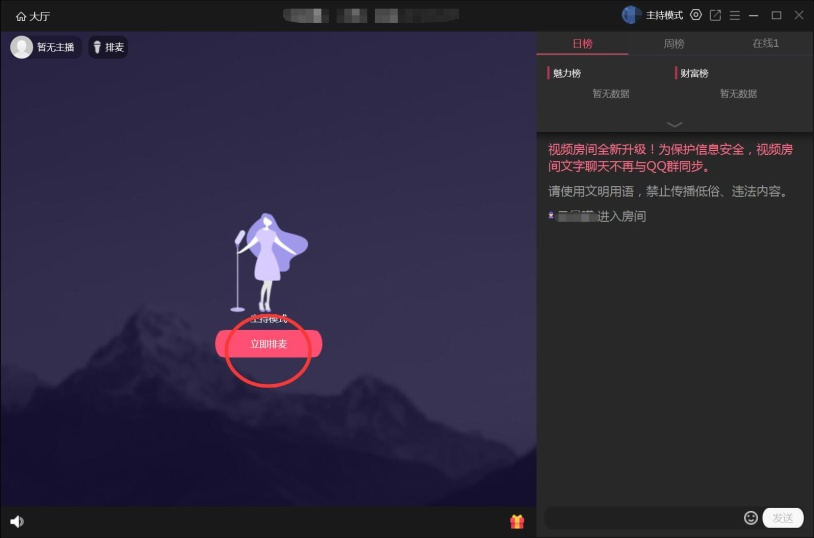 大厅
主持模式
暂无主播
排麦
日榜
周榜
在线1
魅力榜
财富榜
暂无数据
暂无数据
视频房间全新升级！为保护信息安全，视频房
间文字聊天不再与QQ群同步。
请使用文明用语，禁止传播低俗、违法内容。
进入房间
主持模式
立即排麦
发送